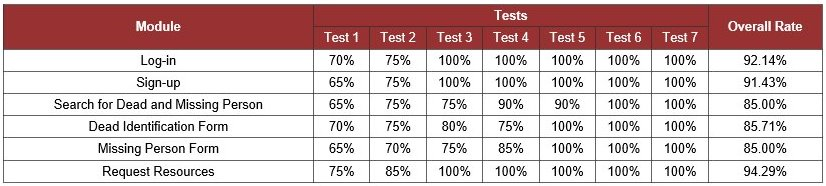 Module Tests Overall Rate
Test 1 Test 2 Test 3 Test 4 Test 5 Test 6 Test 7
Log-in 70% 75% 100% 100% 100% 100% 100% 92.14%
Sign-up 65% 75% 100% 100% 100% 100% 100% 91.43%
Search for Dead and Missing Person 65% 75% 75% 90% 90% 100% 100% 85.00%
Dead Identification Form 70% 75% 80% 75% 100% 100% 100% 85.71%
Missing Person Form 65% 70% 75% 85% 100% 100% 100% 85.00%
Request Resources 75% 85% 100% 100% 100% 100% 100% 94.29%